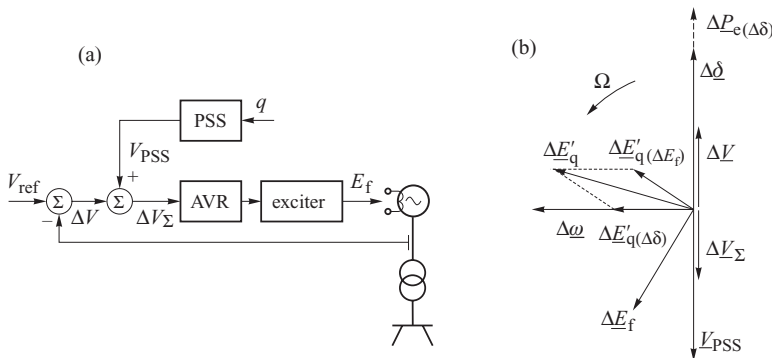 (a)
PSS
q
V_PSS
+
V_ref
Σ
ΔV
Σ
ΔV_Σ
AVR
exciter
E_f
−
(b)
ΔP_e(Δδ)
Δδ
Ω
ΔE′_q
ΔE′_q(ΔE_f)
ΔV
Δω
ΔE′_q(Δδ)
ΔV_Σ
ΔE_f
V_PSS